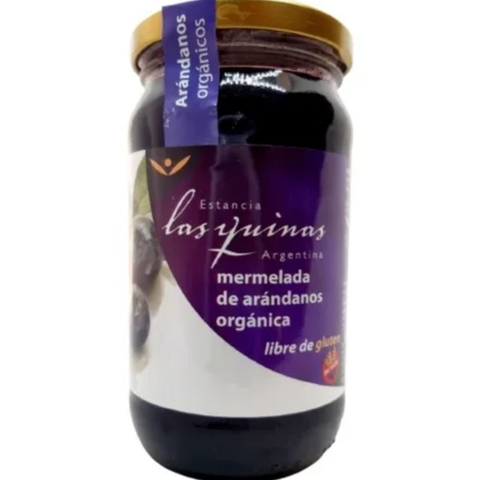 Arándanos
orgánicos
Estancia
las quinas
Argentina
mermelada
de arándanos
orgánica
libre de gluten